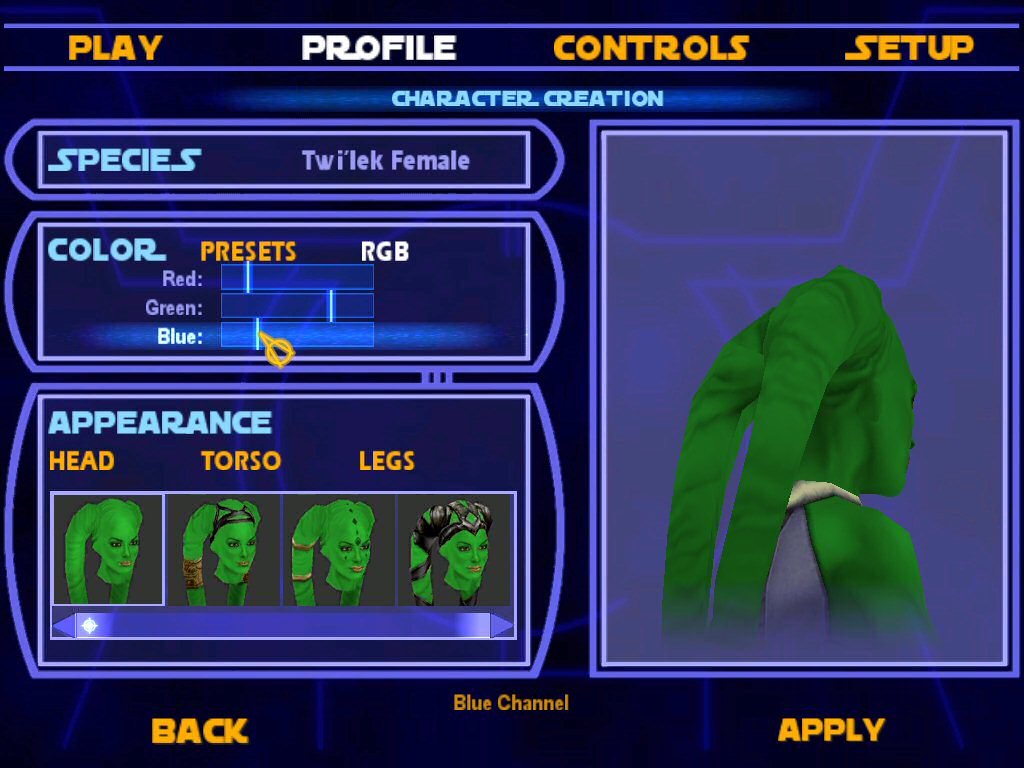 PLAY PROFILE CONTROLS SETUP
CHARACTER CREATION
SPECIES Twi'lek Female
COLOR PRESETS RGB
Red:
Green:
Blue:
APPEARANCE
HEAD TORSO LEGS
Blue Channel
BACK APPLY